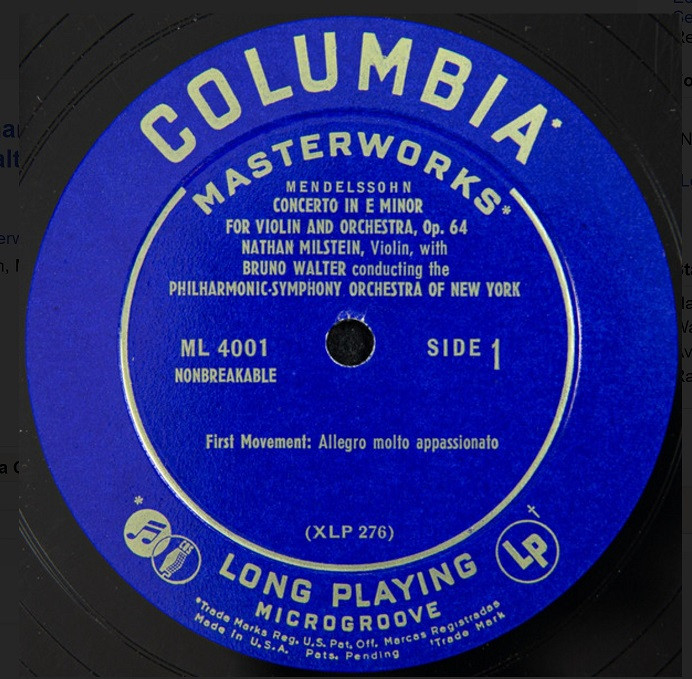 COLUMBIA*
MASTERWORKS*
MENDELSSOHN
CONCERTO IN E MINOR
FOR VIOLIN AND ORCHESTRA, Op. 64
NATHAN MILSTEIN, Violin, with
BRUNO WALTER conducting the
PHILHARMONIC-SYMPHONY ORCHESTRA OF NEW YORK
ML 4001 SIDE 1
NONBREAKABLE
First Movement: Allegro molto appassionato
(XLP 276)
* †
LP
LONG PLAYING
MICROGROOVE
*Trade Marks Reg. U.S. Pat. Off. Marcas Registradas
Made in U.S.A. Pats. Pending †Trade Mark